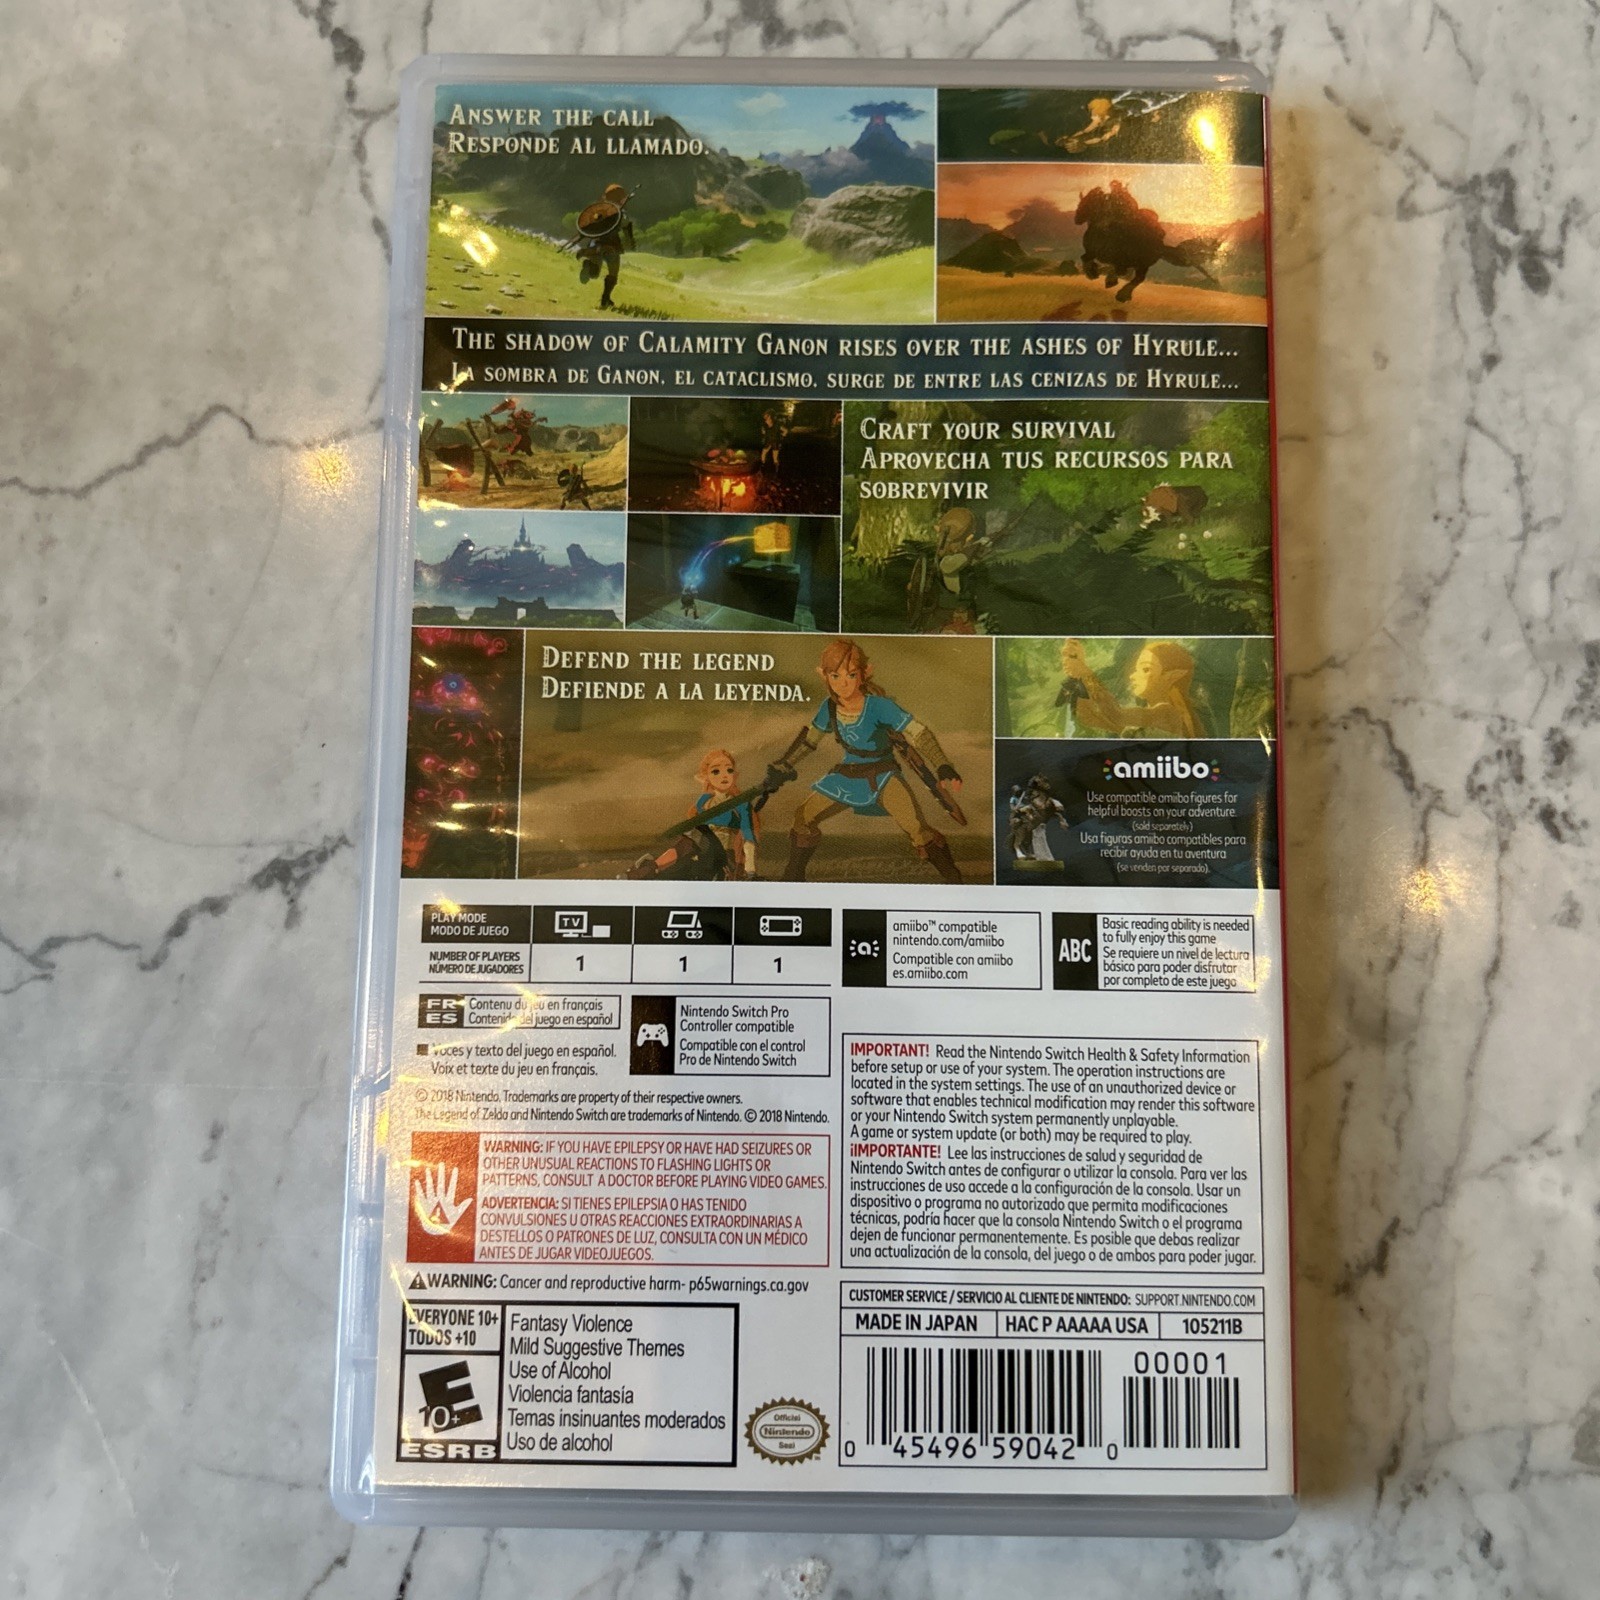 ANSWER THE CALL
RESPONDE AL LLAMADO.
THE SHADOW OF CALAMITY GANON RISES OVER THE ASHES OF HYRULE...
LA SOMBRA DE GANON, EL CATACLISMO, SURGE DE ENTRE LAS CENIZAS DE HYRULE...
CRAFT YOUR SURVIVAL
APROVECHA TUS RECURSOS PARA
SOBREVIVIR
DEFEND THE LEGEND
DEFIENDE A LA LEYENDA.
amiibo
Use compatible amiibo figures for
helpful boosts on your adventure.
(sold separately)
Usa figuras amiibo compatibles para
recibir ayuda en tu aventura
(se venden por separado).
PLAY MODE
MODO DE JUEGO
TV
NUMBER OF PLAYERS
NÚMERO DE JUGADORES
1
1
1
amiibo™ compatible
nintendo.com/amiibo
Compatible con amiibo
es.amiibo.com
ABC
Basic reading ability is needed
to fully enjoy this game
Se requiere un nivel de lectura
básico para poder disfrutar
por completo de este juego
FR
ES
Contenu du jeu en français
Contenido del juego en español
Voces y texto del juego en español.
Voix et texte du jeu en français.
Nintendo Switch Pro
Controller compatible
Compatible con el control
Pro de Nintendo Switch
© 2018 Nintendo. Trademarks are property of their respective owners.
The Legend of Zelda and Nintendo Switch are trademarks of Nintendo. © 2018 Nintendo.
WARNING: IF YOU HAVE EPILEPSY OR HAVE HAD SEIZURES OR
OTHER UNUSUAL REACTIONS TO FLASHING LIGHTS OR
PATTERNS, CONSULT A DOCTOR BEFORE PLAYING VIDEO GAMES.
ADVERTENCIA: SI TIENES EPILEPSIA O HAS TENIDO
CONVULSIONES U OTRAS REACCIONES EXTRAORDINARIAS A
DESTELLOS O PATRONES DE LUZ, CONSULTA CON UN MÉDICO
ANTES DE JUGAR VIDEOJUEGOS.
WARNING: Cancer and reproductive harm- p65warnings.ca.gov
IMPORTANT! Read the Nintendo Switch Health & Safety Information
before setup or use of your system. The operation instructions are
located in the system settings. The use of an unauthorized device or
software that enables technical modification may render this software
or your Nintendo Switch system permanently unplayable.
A game or system update (or both) may be required to play.
¡IMPORTANTE! Lee las instrucciones de salud y seguridad de
Nintendo Switch antes de configurar o utilizar la consola. Para ver las
instrucciones de uso accede a la configuración de la consola. Usar un
dispositivo o programa no autorizado que permita modificaciones
técnicas, podría hacer que la consola Nintendo Switch o el programa
dejen de funcionar permanentemente. Es posible que debas realizar
una actualización de la consola, del juego o de ambos para poder jugar.
CUSTOMER SERVICE / SERVICIO AL CLIENTE DE NINTENDO: SUPPORT.NINTENDO.COM
MADE IN JAPAN
HAC P AAAAA USA
105211B
EVERYONE 10+
TODOS +10
E
10+
ESRB
Fantasy Violence
Mild Suggestive Themes
Use of Alcohol
Violencia fantasía
Temas insinuantes moderados
Uso de alcohol
Official
Nintendo
Seal
00001
0 45496 59042 0